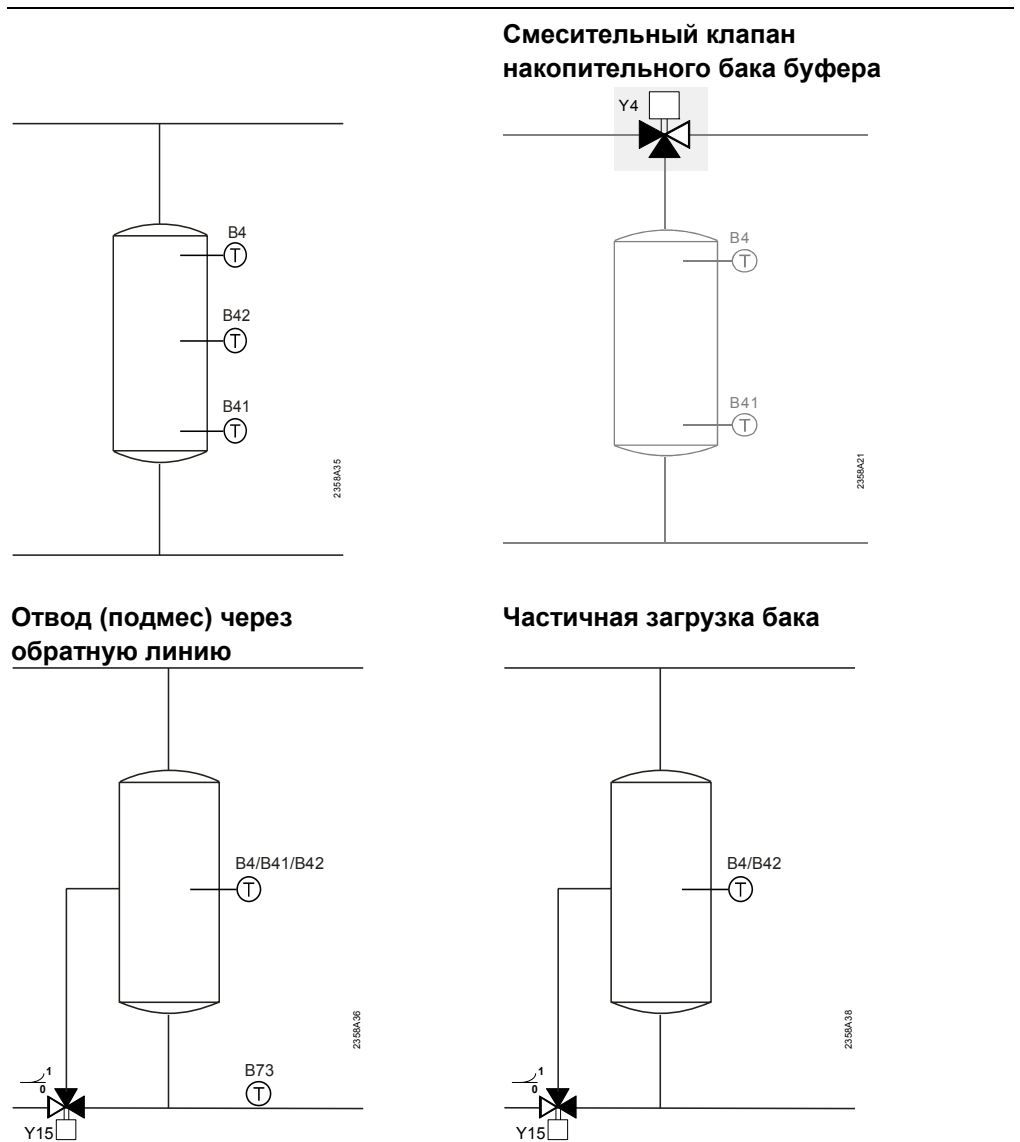 Смесительный клапан
накопительного бака буфера
Y4
B4
B42
B41
2358A35
B4
B41
2358A21
Отвод (подмес) через
обратную линию
Частичная загрузка бака
B4/B41/B42
T
2358A36
B73
T
1
0
Y15
B4/B42
T
2358A38
1
0
Y15
T
T
T
T
T